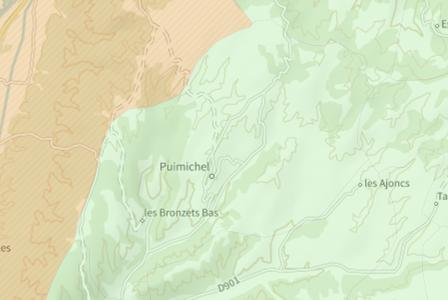 Puimichel
les Ajoncs
les Bronzets Bas
D901